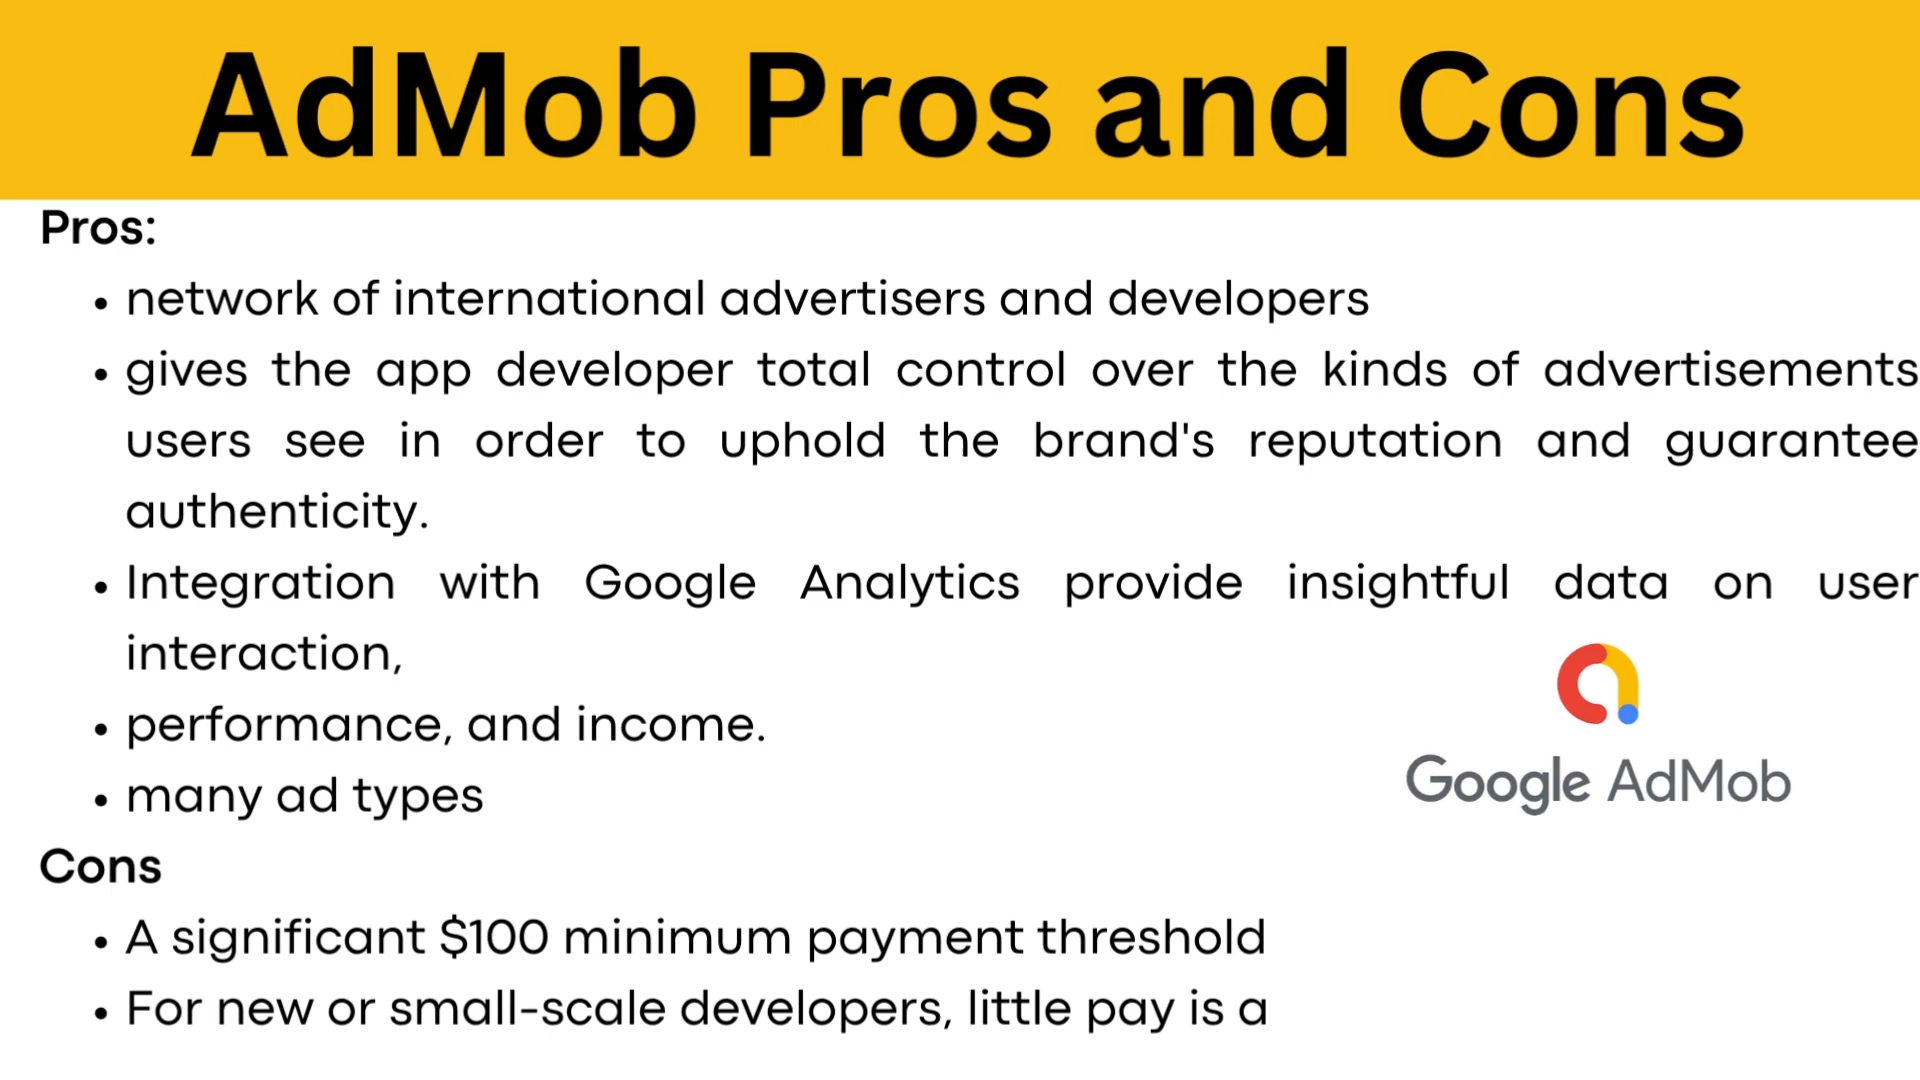 AdMob Pros and Cons
Pros:
• network of international advertisers and developers
• gives the app developer total control over the kinds of advertisements
users see in order to uphold the brand's reputation and guarantee
authenticity.
• Integration with Google Analytics provide insightful data on user
interaction,
• performance, and income.
• many ad types
Google AdMob
Cons
• A significant $100 minimum payment threshold
• For new or small-scale developers, little pay is a